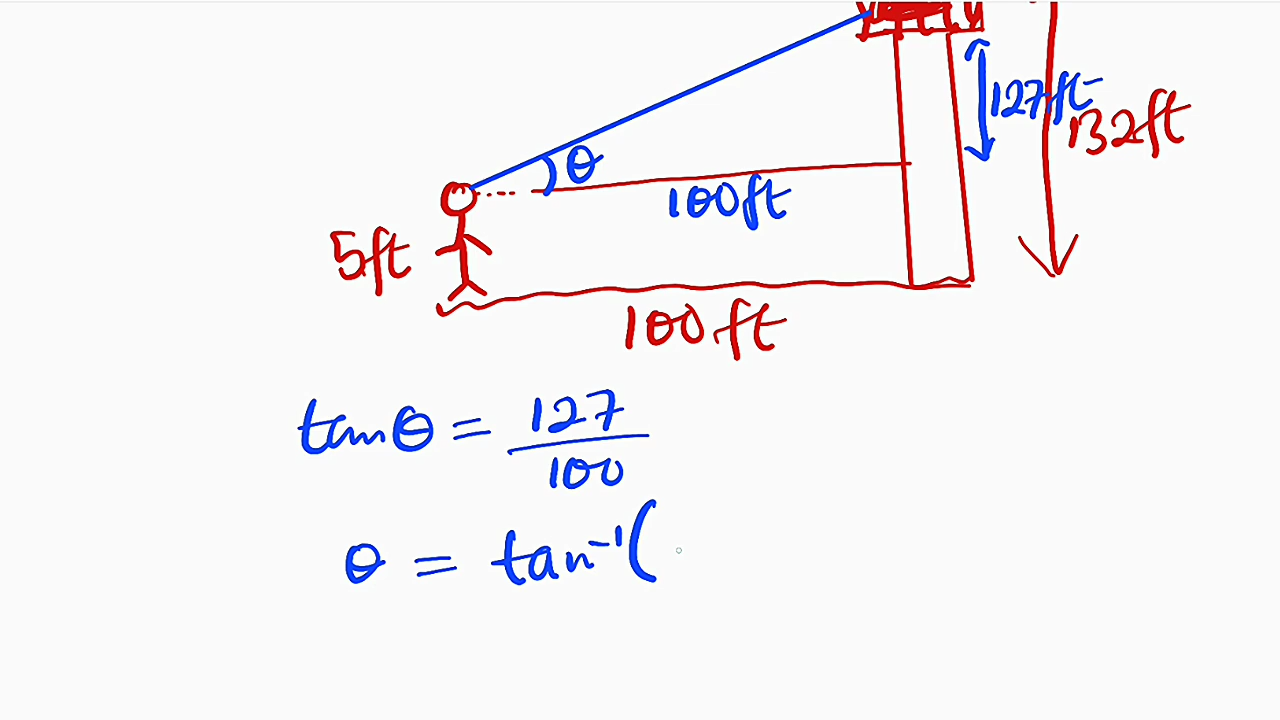 127ft
132ft
θ
100ft
5ft
100ft
tanθ = 127/100
θ = tan⁻¹(